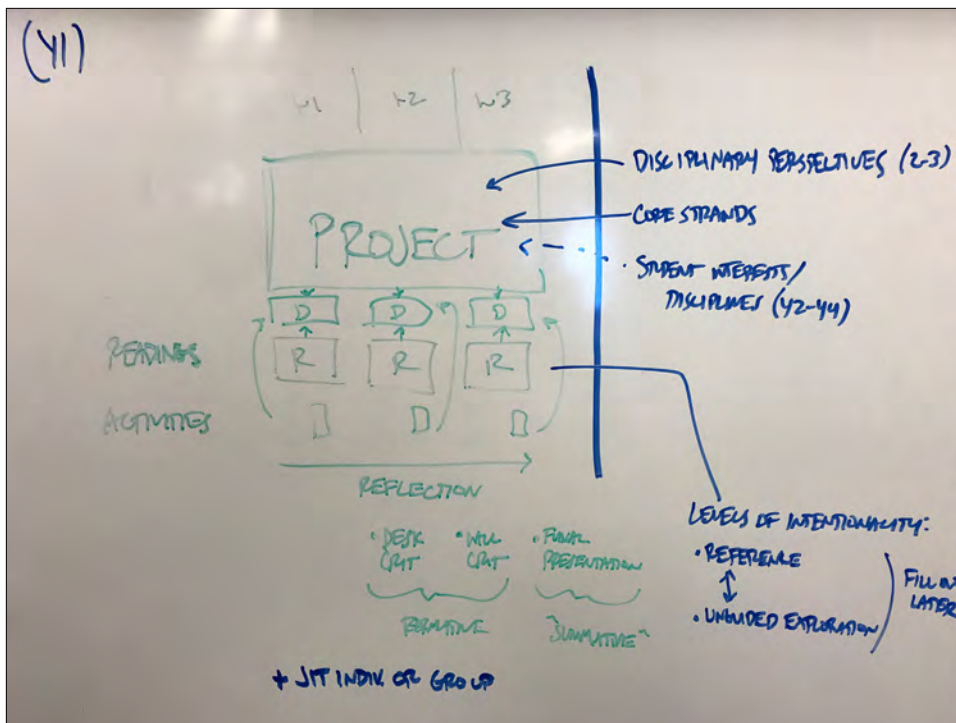 (Y1)
W1 W2 W3
DISCIPLINARY PERSPECTIVES (2-3)
PROJECT
CORE STRANDS
STUDENT INTERESTS/
DISCIPLINES (Y2-Y4)
D D D
READINGS
R R R
ACTIVITIES
REFLECTION
LEVELS OF INTENTIONALITY:
• DESK
CRIT
• WALL
CRIT
• FINAL
PRESENTATION
• REFERENCE
• UNGUIDED EXPLORATION
FILL
LATER
FORMATIVE
"SUMMATIVE"
+ JIT INDIV. OR GROUP